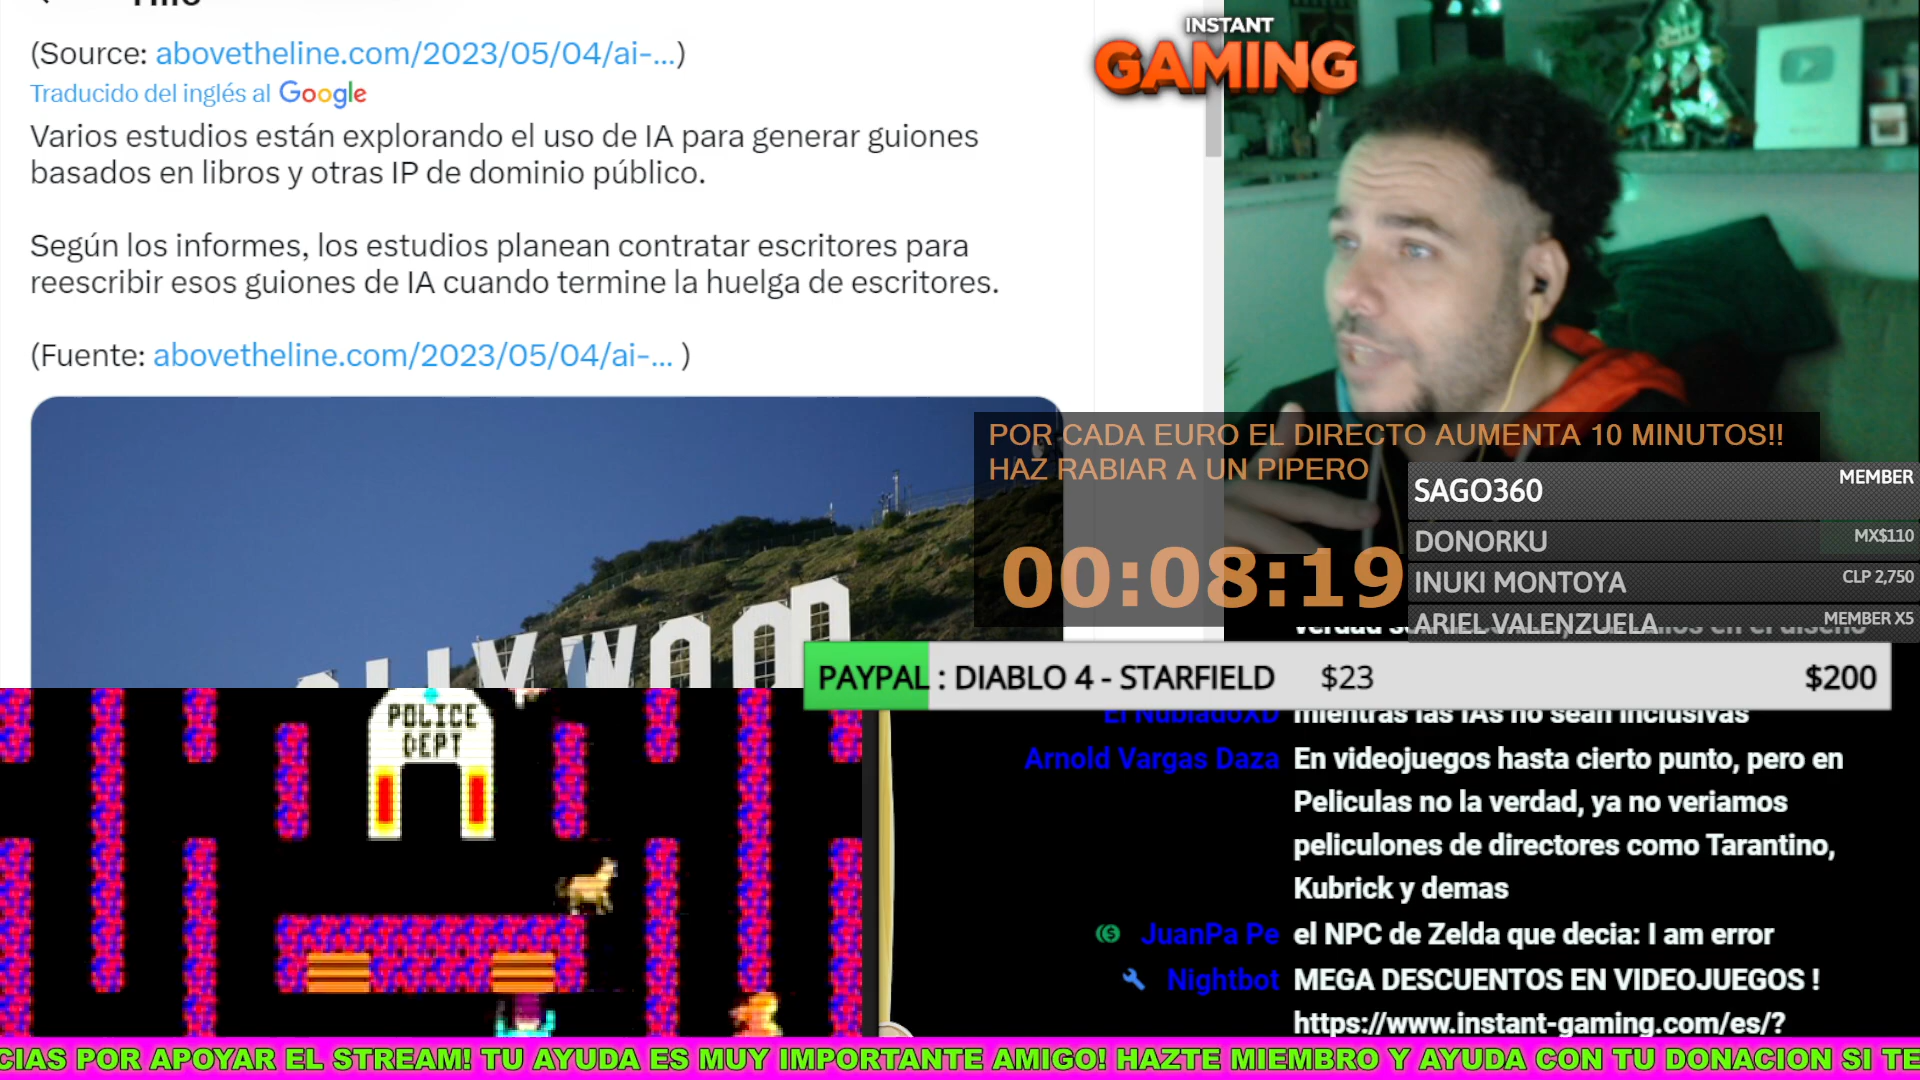 (Source: abovetheline.com/2023/05/04/ai-...)
Traducido del inglés al Google
Varios estudios están explorando el uso de IA para generar guiones
basados en libros y otras IP de dominio público.
Según los informes, los estudios planean contratar escritores para
reescribir esos guiones de IA cuando termine la huelga de escritores.
(Fuente: abovetheline.com/2023/05/04/ai-... )
INSTANT
GAMING
POR CADA EURO EL DIRECTO AUMENTA 10 MINUTOS!!
HAZ RABIAR A UN PIPERO
00:08:19
SAGO360 MEMBER
DONORKU MX$110
INUKI MONTOYA CLP 2,750
ARIEL VALENZUELA MEMBER X5
PAYPAL : DIABLO 4 - STARFIELD $23 $200
POLICE
DEPT
El NubladoXD mientras las IAs no sean inclusivas
Arnold Vargas Daza En videojuegos hasta cierto punto, pero en
Peliculas no la verdad, ya no veriamos
peliculones de directores como Tarantino,
Kubrick y demas
JuanPa Pe el NPC de Zelda que decia: I am error
Nightbot MEGA DESCUENTOS EN VIDEOJUEGOS !
https://www.instant-gaming.com/es/?
CIAS POR APOYAR EL STREAM! TU AYUDA ES MUY IMPORTANTE AMIGO! HAZTE MIEMBRO Y AYUDA CON TU DONACION SI TE